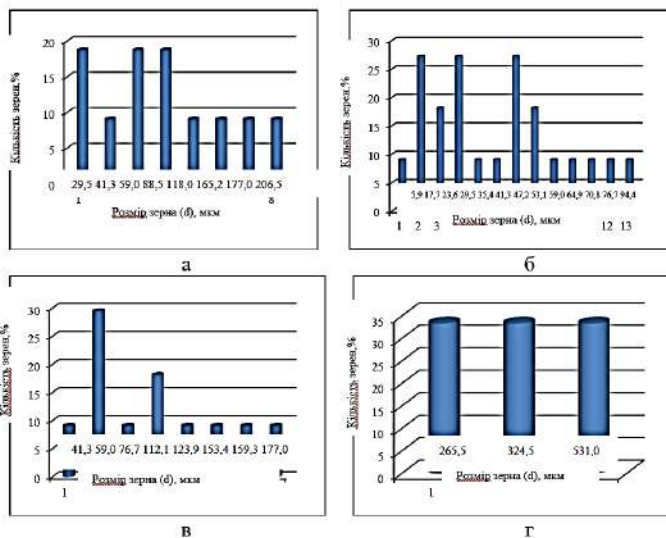 20
15
10
5
0
Кількість зерен,%
29,5 41,3 59,0 88,5 118,0 165,2 177,0 206,5
1 8
Розмір зерна (d), мкм
а
30
25
20
15
10
5
0
Кількість зерен,%
5,9 17,7 23,6 29,5 35,4 41,3 47,2 53,1 59,0 64,9 70,8 76,7 94,4
Розмір зерна (d), мкм
1 2 3 12 13
б
30
25
20
15
10
5
0
Кількість зерен,%
41,3 59,0 76,7 112,1 123,9 153,4 159,3 177,0
Розмір зерна (d), мкм
1
в
35
30
25
20
15
10
5
0
Кількість зерен,%
265,5 324,5 531,0
Розмір зерна (d), мкм
1
г